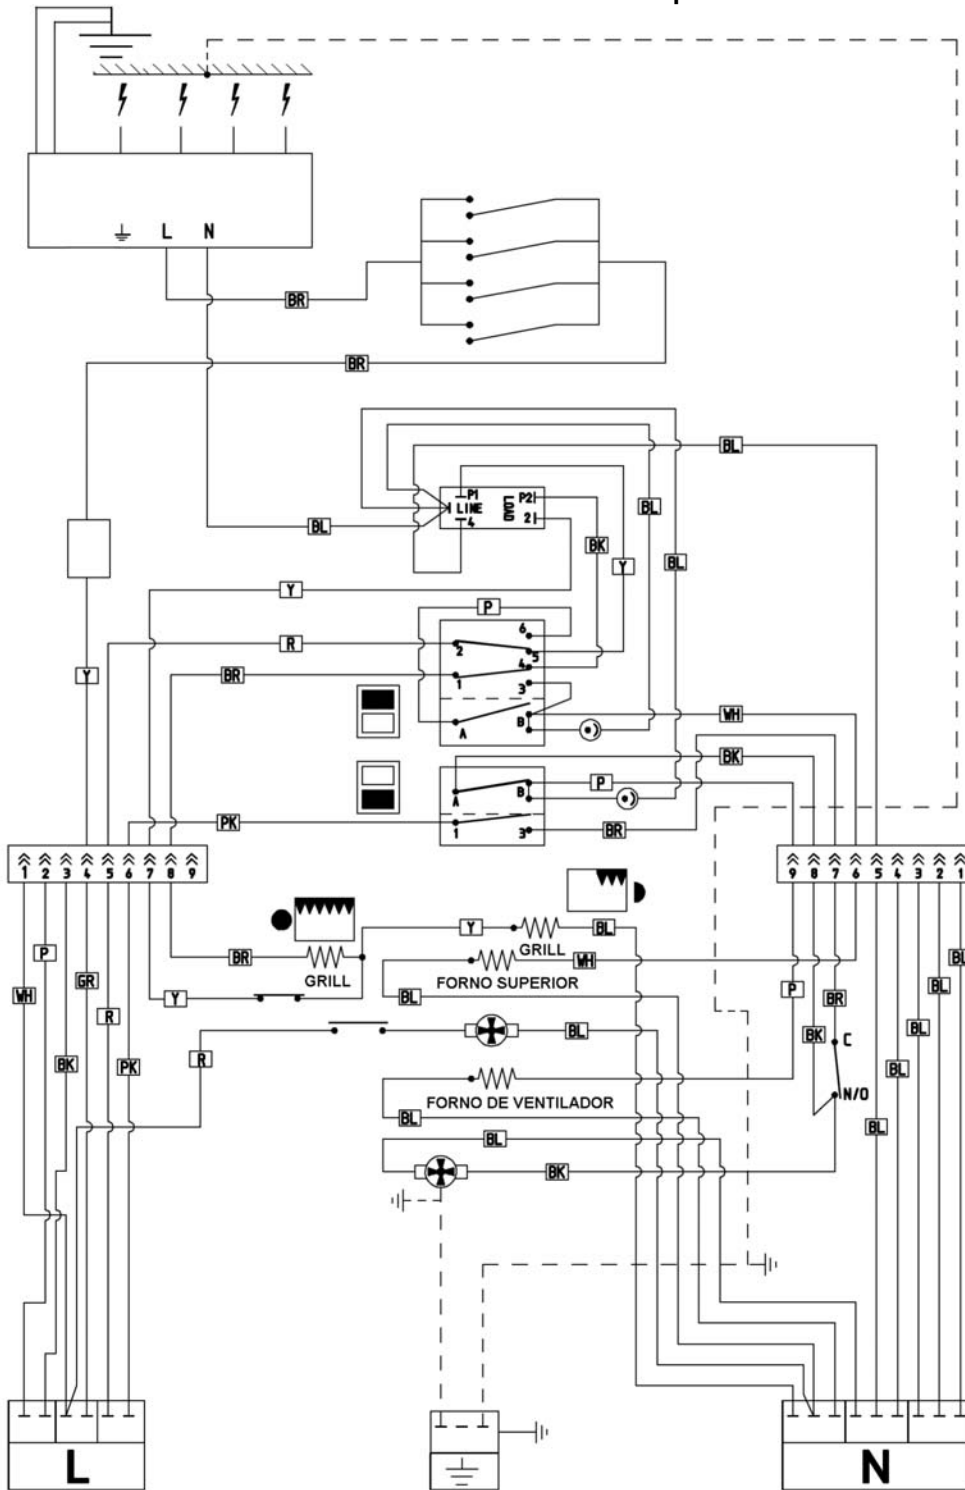 L N
BR
BR
BL
P1
LINE
4
LOAD
P2
2
BL
BL
BK
Y
BL
Y
P
R
6
2
5
4
BR
1
3
Y
A
B
WH
BK
A
B
P
PK
1
3
BR
1 2 3 4 5 6 7 8 9
9 8 7 6 5 4 3 2 1
P
BR
GRILL
Y
GRILL
BL
WH
FORNO SUPERIOR
WH
GR
Y
BL
P
BR
BL
BL
R
R
BL
BK
C
BL
BK
PK
N/O
BL
FORNO DE VENTILADOR
BL
BL
BL
BK
L
N